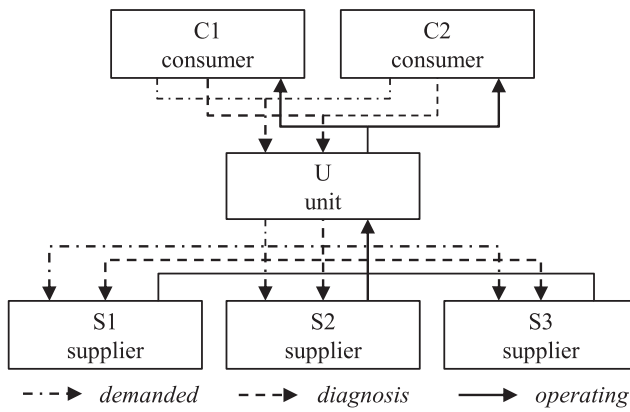 C1
consumer
C2
consumer
U
unit
S1
supplier
S2
supplier
S3
supplier
demanded
diagnosis
operating